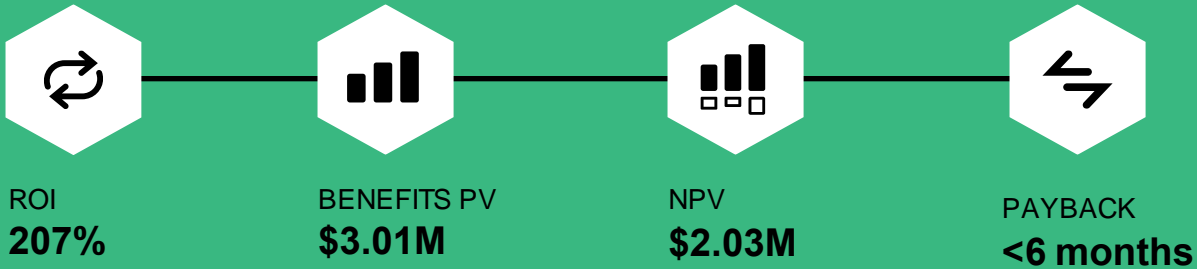 ROI
207%
BENEFITS PV
$3.01M
NPV
$2.03M
PAYBACK
<6 months